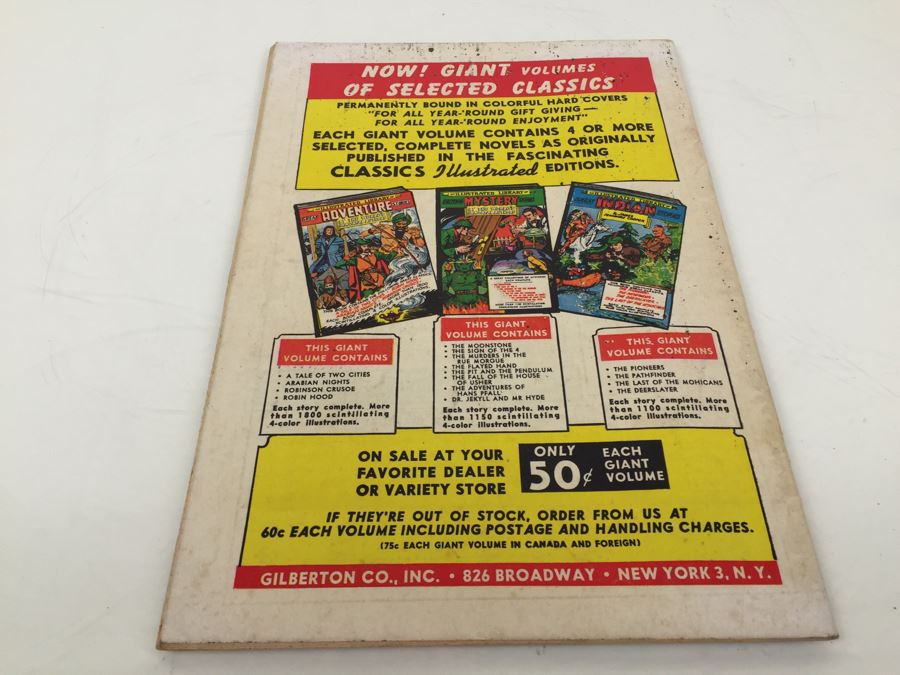 NOW! GIANT VOLUMES
OF SELECTED CLASSICS
PERMANENTLY BOUND IN COLORFUL HARD COVERS
"FOR ALL YEAR-'ROUND GIFT GIVING—
FOR ALL YEAR-'ROUND ENJOYMENT"
EACH GIANT VOLUME CONTAINS 4 OR MORE
SELECTED, COMPLETE NOVELS AS ORIGINALLY
PUBLISHED IN THE FASCINATING
CLASSICS Illustrated EDITIONS.
ILLUSTRATED LIBRARY
ADVENTURE
ILLUSTRATED LIBRARY
MYSTERY
ILLUSTRATED LIBRARY
INDIAN
THE LAST OF THE
THIS GIANT
VOLUME CONTAINS
• A TALE OF TWO CITIES
• ARABIAN NIGHTS
• ROBINSON CRUSOE
• ROBIN HOOD
Each story complete. More
than 1800 scintillating
4-color illustrations.
THIS GIANT
VOLUME CONTAINS
• THE MOONSTONE
• THE SIGN OF THE 4
• THE MURDERS IN THE
RUE MORGUE
• THE FLAYED HAND
• THE PIT AND THE PENDULUM
• THE FALL OF THE HOUSE
OF USHER
• THE ADVENTURES OF
HANS PFALL
• DR. JEKYLL AND MR HYDE
Each story complete. More
than 1150 scintillating
4-color illustrations.
THIS GIANT
VOLUME CONTAINS
• THE PIONEERS
• THE PATHFINDER
• THE LAST OF THE MOHICANS
• THE DEERSLAYER
Each story complete. More
than 1100 scintillating
4-color illustrations.
ON SALE AT YOUR
FAVORITE DEALER
OR VARIETY STORE
ONLY
50¢
EACH
GIANT
VOLUME
IF THEY'RE OUT OF STOCK, ORDER FROM US AT
60c EACH VOLUME INCLUDING POSTAGE AND HANDLING CHARGES.
(75c EACH GIANT VOLUME IN CANADA AND FOREIGN)
GILBERTON CO., INC. • 826 BROADWAY • NEW YORK 3, N. Y.